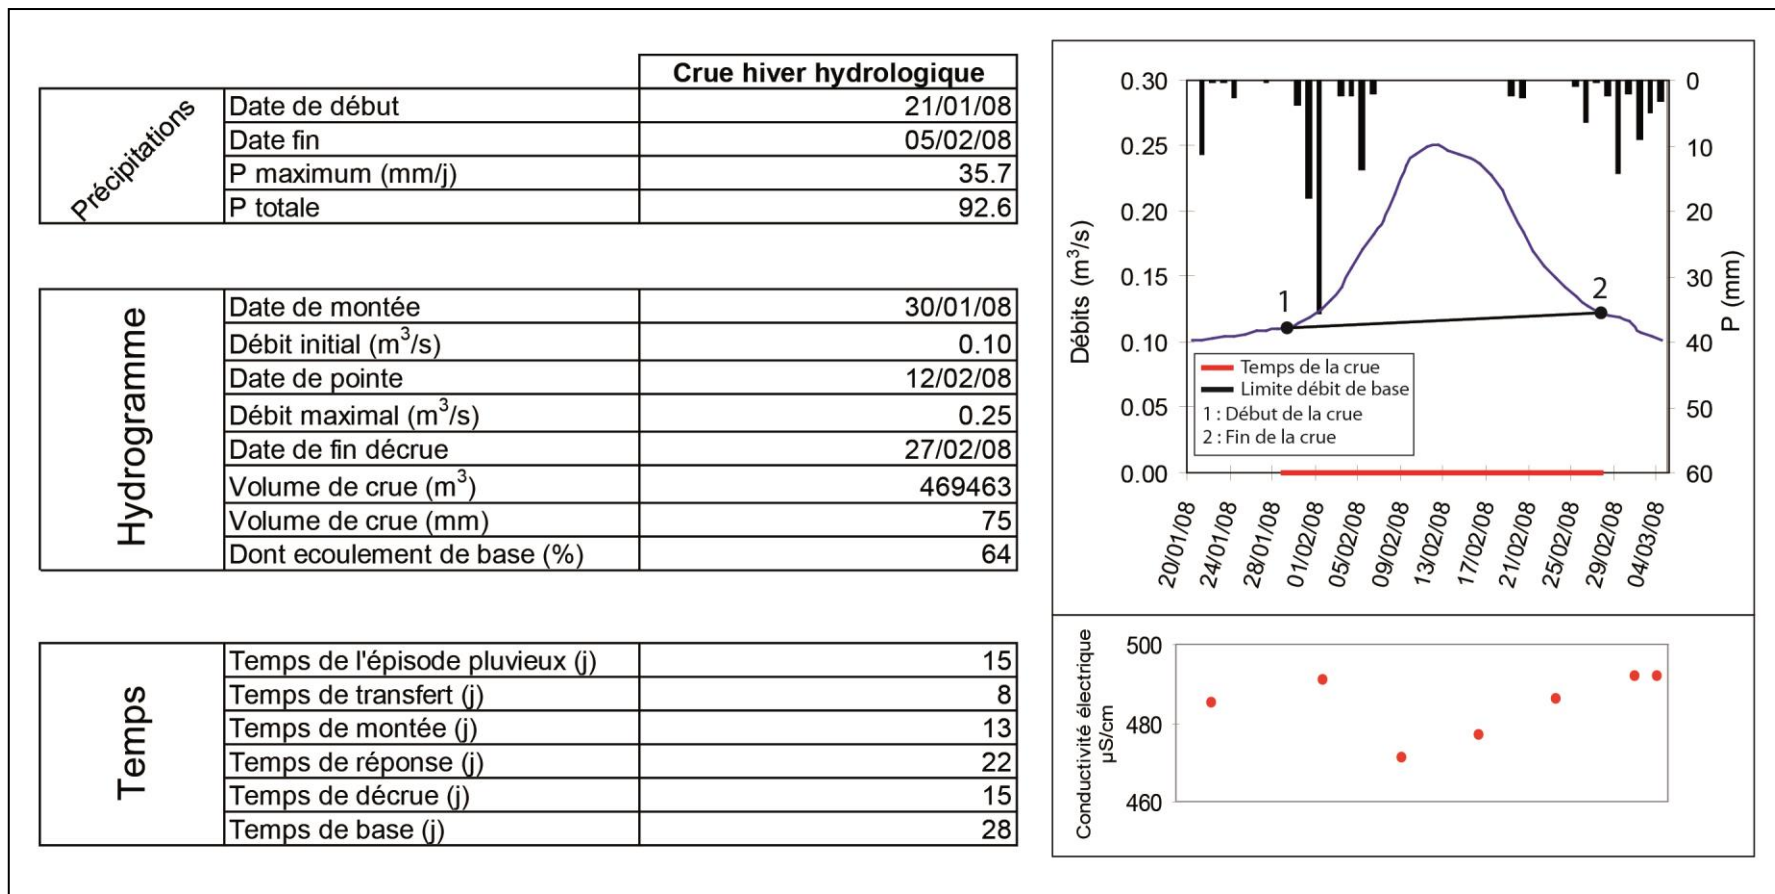 Crue hiver hydrologique
Précipitations
Date de début 21/01/08
Date fin 05/02/08
P maximum (mm/j) 35.7
P totale 92.6
Hydrogramme
Date de montée 30/01/08
Débit initial (m³/s) 0.10
Date de pointe 12/02/08
Débit maximal (m³/s) 0.25
Date de fin décrue 27/02/08
Volume de crue (m³) 469463
Volume de crue (mm) 75
Dont ecoulement de base (%) 64
Temps
Temps de l'épisode pluvieux (j) 15
Temps de transfert (j) 8
Temps de montée (j) 13
Temps de réponse (j) 22
Temps de décrue (j) 15
Temps de base (j) 28
Débits (m³/s)
0.30
0.25
0.20
0.15
0.10
0.05
0.00
P (mm)
0
10
20
30
40
50
60
1
2
Temps de la crue
Limite débit de base
1 : Début de la crue
2 : Fin de la crue
20/01/08
24/01/08
28/01/08
01/02/08
05/02/08
09/02/08
13/02/08
17/02/08
21/02/08
25/02/08
29/02/08
04/03/08
Conductivité électrique
µS/cm
500
480
460